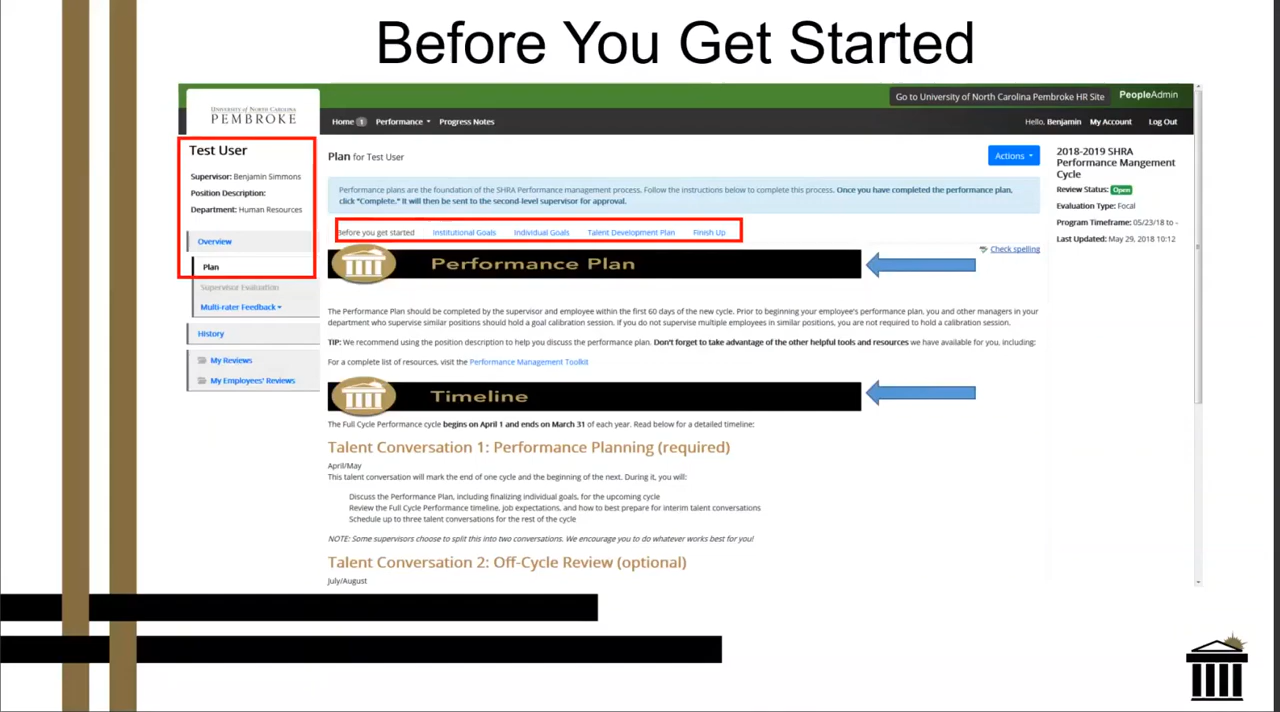 Before You Get Started
Go to University of North Carolina Pembroke HR Site
PeopleAdmin
UNIVERSITY OF NORTH CAROLINA
PEMBROKE
Home 1 Performance Progress Notes
Hello, Benjamin My Account Log Out
Test User
Supervisor: Benjamin Simmons
Position Description:
Department: Human Resources
Overview
Plan
Supervisor Evaluation
Multi-rater Feedback
History
My Reviews
My Employees' Reviews
Plan for Test User
Actions
Performance plans are the foundation of the SHRA Performance management process. Follow the instructions below to complete this process. Once you have completed the performance plan,
click "Complete." It will then be sent to the second-level supervisor for approval.
Before you get started Institutional Goals Individual Goals Talent Development Plan Finish Up
Check spelling
Performance Plan
The Performance Plan should be completed by the supervisor and employee within the first 60 days of the new cycle. Prior to beginning your employee's performance plan, you and other managers in your
department who supervise similar positions should hold a goal calibration session. If you do not supervise multiple employees in similar positions, you are not required to hold a calibration session.
TIP: We recommend using the position description to help you discuss the performance plan. Don't forget to take advantage of the other helpful tools and resources we have available for you, including:
For a complete list of resources, visit the Performance Management Toolkit
Timeline
The Full Cycle Performance cycle begins on April 1 and ends on March 31 of each year. Read below for a detailed timeline:
Talent Conversation 1: Performance Planning (required)
April/May
This talent conversation will mark the end of one cycle and the beginning of the next. During it, you will:
Discuss the Performance Plan, including finalizing individual goals, for the upcoming cycle
Review the Full Cycle Performance timeline, job expectations, and how to best prepare for interim talent conversations
Schedule up to three talent conversations for the rest of the cycle
NOTE: Some supervisors choose to split this into two conversations. We encourage you to do whatever works best for you!
Talent Conversation 2: Off-Cycle Review (optional)
July/August
2018-2019 SHRA
Performance Mangement
Cycle
Review Status: Open
Evaluation Type: Focal
Program Timeframe: 05/23/18 to -
Last Updated: May 29, 2018 10:12